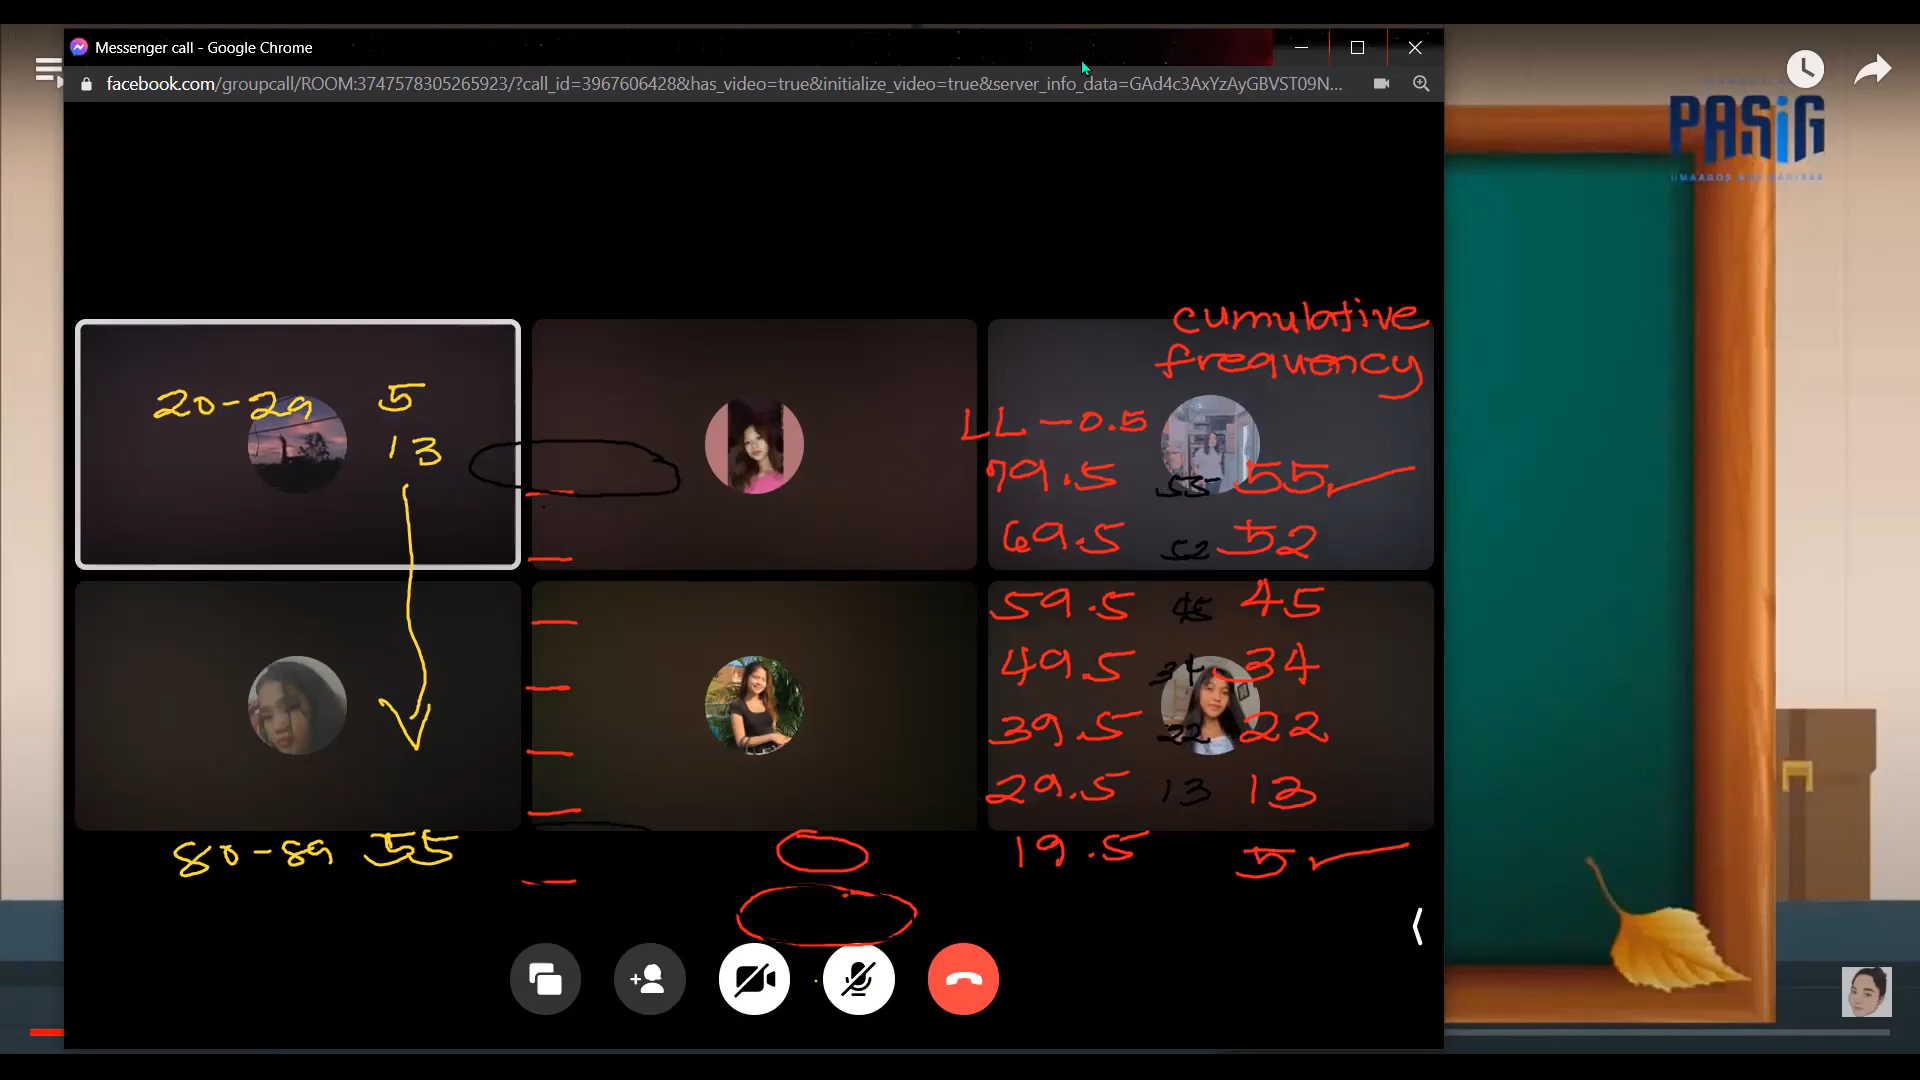 Messenger call - Google Chrome
facebook.com/groupcall/ROOM:3747578305265923/?call_id=3967606428&has_video=true&initialize_video=true&server_info_data=GAd4c3AxYzAyGBVST09N...
PASiG
cumulative
frequency
20-29 5
13
LL-0.5
79.5 55 55
69.5 52 52
59.5 45 45
49.5 34 34
39.5 22 22
29.5 13 13
80-89 55
19.5 5